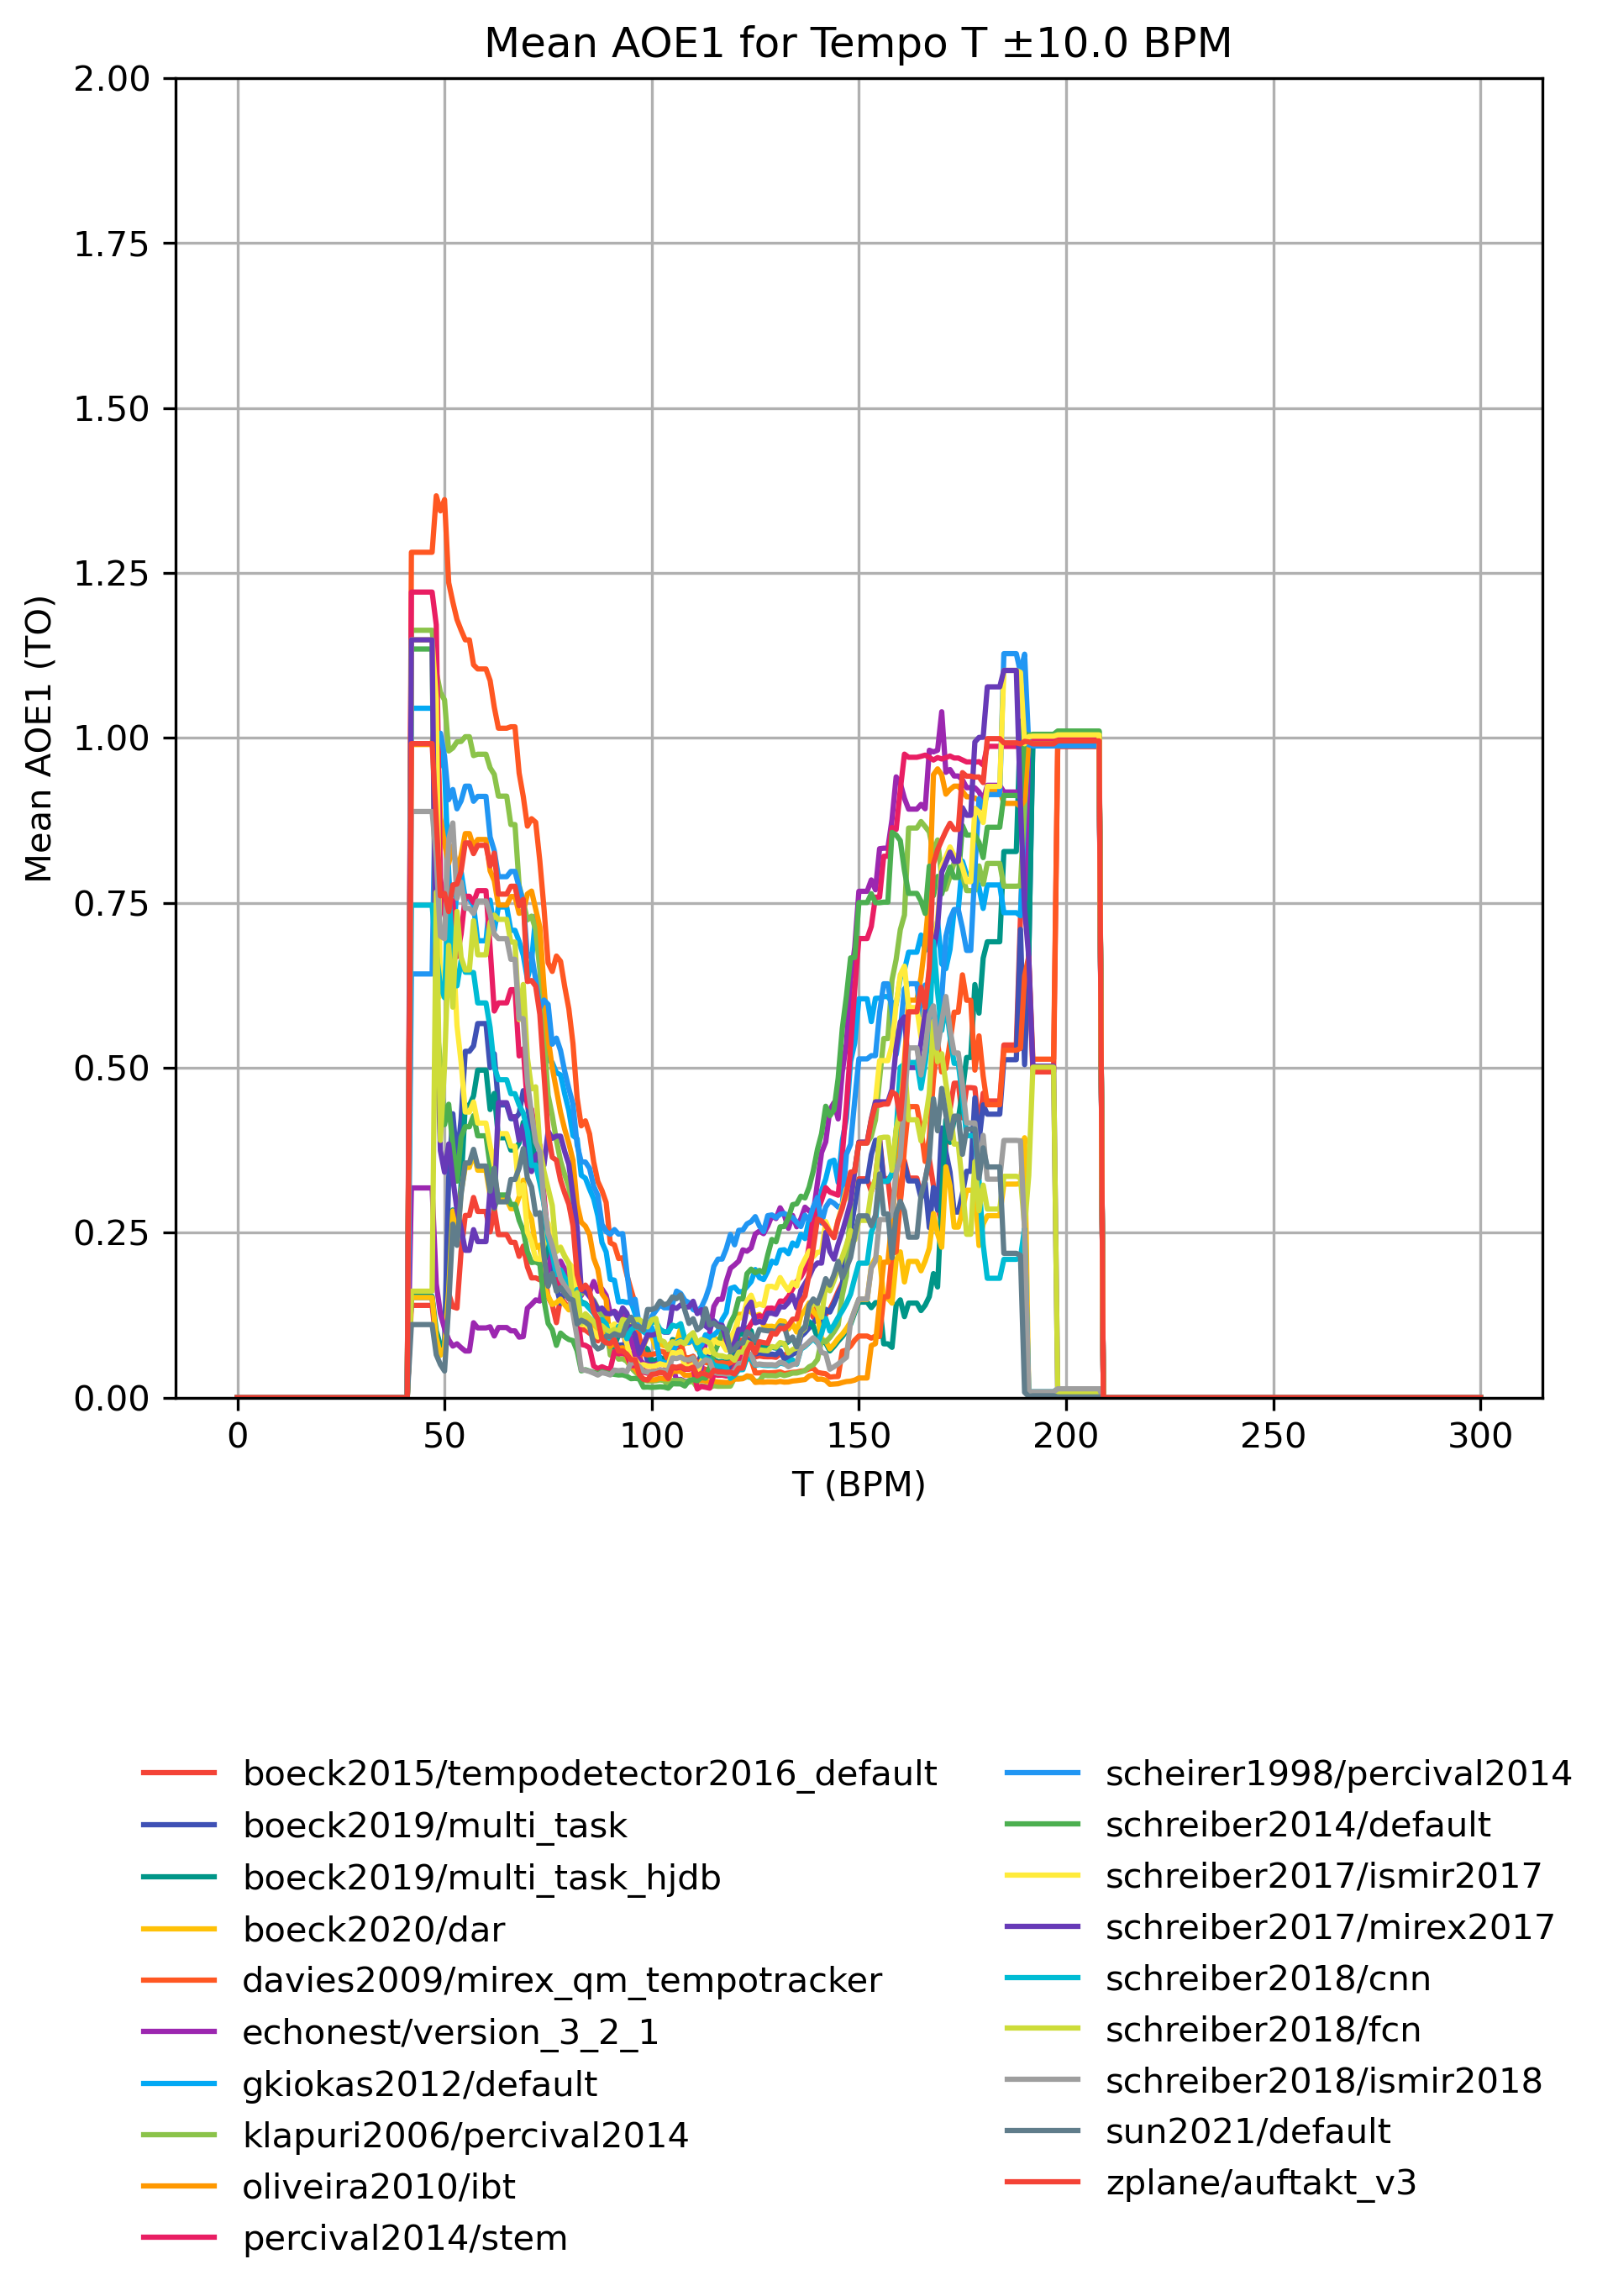 Mean AOE1 for Tempo T ±10.0 BPM
2.00
1.75
1.50
1.25
1.00
0.75
0.50
0.25
0.00
Mean AOE1 (TO)
0 50 100 150 200 250 300
T (BPM)
boeck2015/tempodetector2016_default
boeck2019/multi_task
boeck2019/multi_task_hjdb
boeck2020/dar
davies2009/mirex_qm_tempotracker
echonest/version_3_2_1
gkiokas2012/default
klapuri2006/percival2014
oliveira2010/ibt
percival2014/stem
scheirer1998/percival2014
schreiber2014/default
schreiber2017/ismir2017
schreiber2017/mirex2017
schreiber2018/cnn
schreiber2018/fcn
schreiber2018/ismir2018
sun2021/default
zplane/auftakt_v3